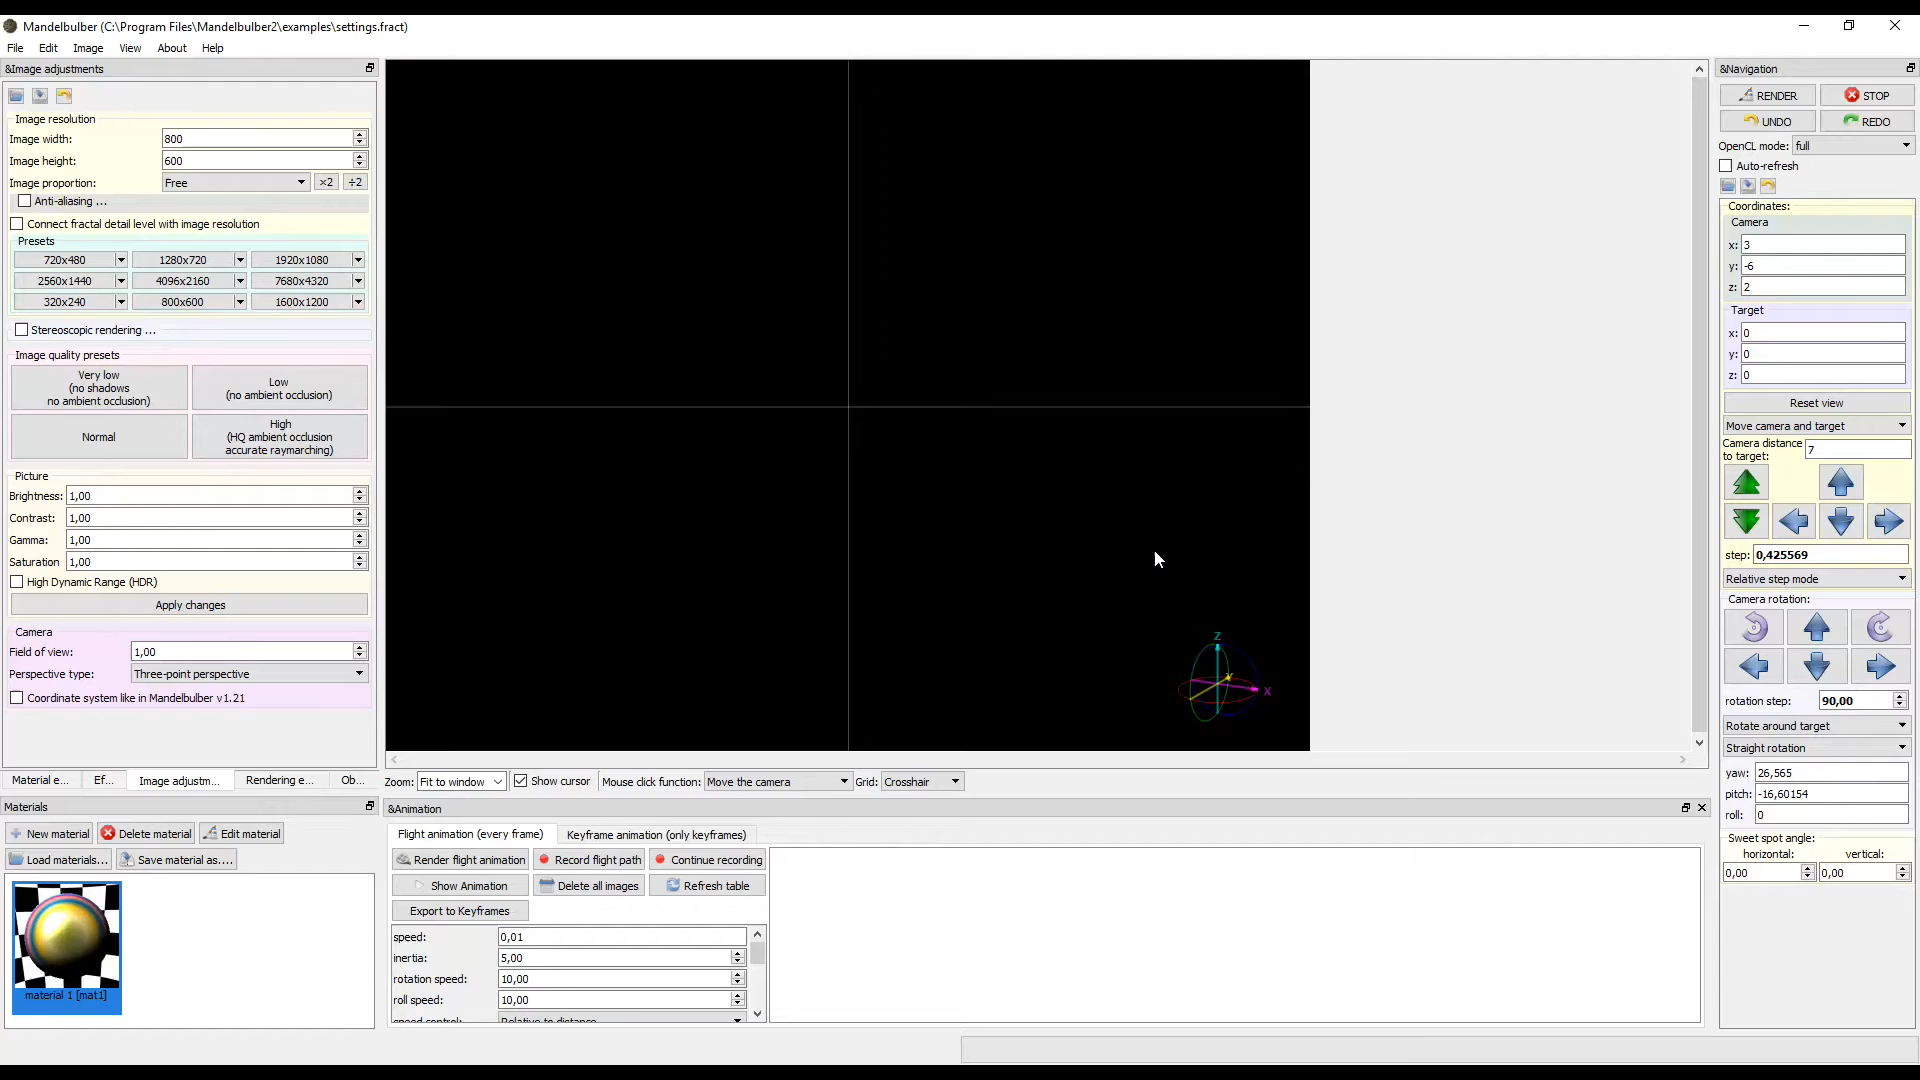 Mandelbulber (C:\Program Files\Mandelbulber2\examples\settings.fract)
File Edit Image View About Help
&Image adjustments
Image resolution
Image width: 800
Image height: 600
Image proportion: Free ×2 ÷2
Anti-aliasing ...
Connect fractal detail level with image resolution
Presets
720x480 1280x720 1920x1080
2560x1440 4096x2160 7680x4320
320x240 800x600 1600x1200
Stereoscopic rendering ...
Image quality presets
Very low
(no shadows
no ambient occlusion)
Low
(no ambient occlusion)
Normal
High
(HQ ambient occlusion
accurate raymarching)
Picture
Brightness: 1,00
Contrast: 1,00
Gamma: 1,00
Saturation 1,00
High Dynamic Range (HDR)
Apply changes
Camera
Field of view: 1,00
Perspective type: Three-point perspective
Coordinate system like in Mandelbulber v1.21
Material e... Ef... Image adjustm... Rendering e... Ob...
Materials
New material Delete material Edit material
Load materials... Save material as....
material 1 [mat1]
Z
Y
X
Zoom: Fit to window Show cursor Mouse click function: Move the camera Grid: Crosshair
&Animation
Flight animation (every frame) Keyframe animation (only keyframes)
Render flight animation Record flight path Continue recording
Show Animation Delete all images Refresh table
Export to Keyframes
speed: 0,01
inertia: 5,00
rotation speed: 10,00
roll speed: 10,00
speed control: Relative to distance
&Navigation
RENDER STOP
UNDO REDO
OpenCL mode: full
Auto-refresh
Coordinates:
Camera
x: 3
y: -6
z: 2
Target
x: 0
y: 0
z: 0
Reset view
Move camera and target
Camera distance
to target: 7
step: 0,425569
Relative step mode
Camera rotation:
rotation step: 90,00
Rotate around target
Straight rotation
yaw: 26,565
pitch: -16,60154
roll: 0
Sweet spot angle:
horizontal: vertical:
0,00 0,00